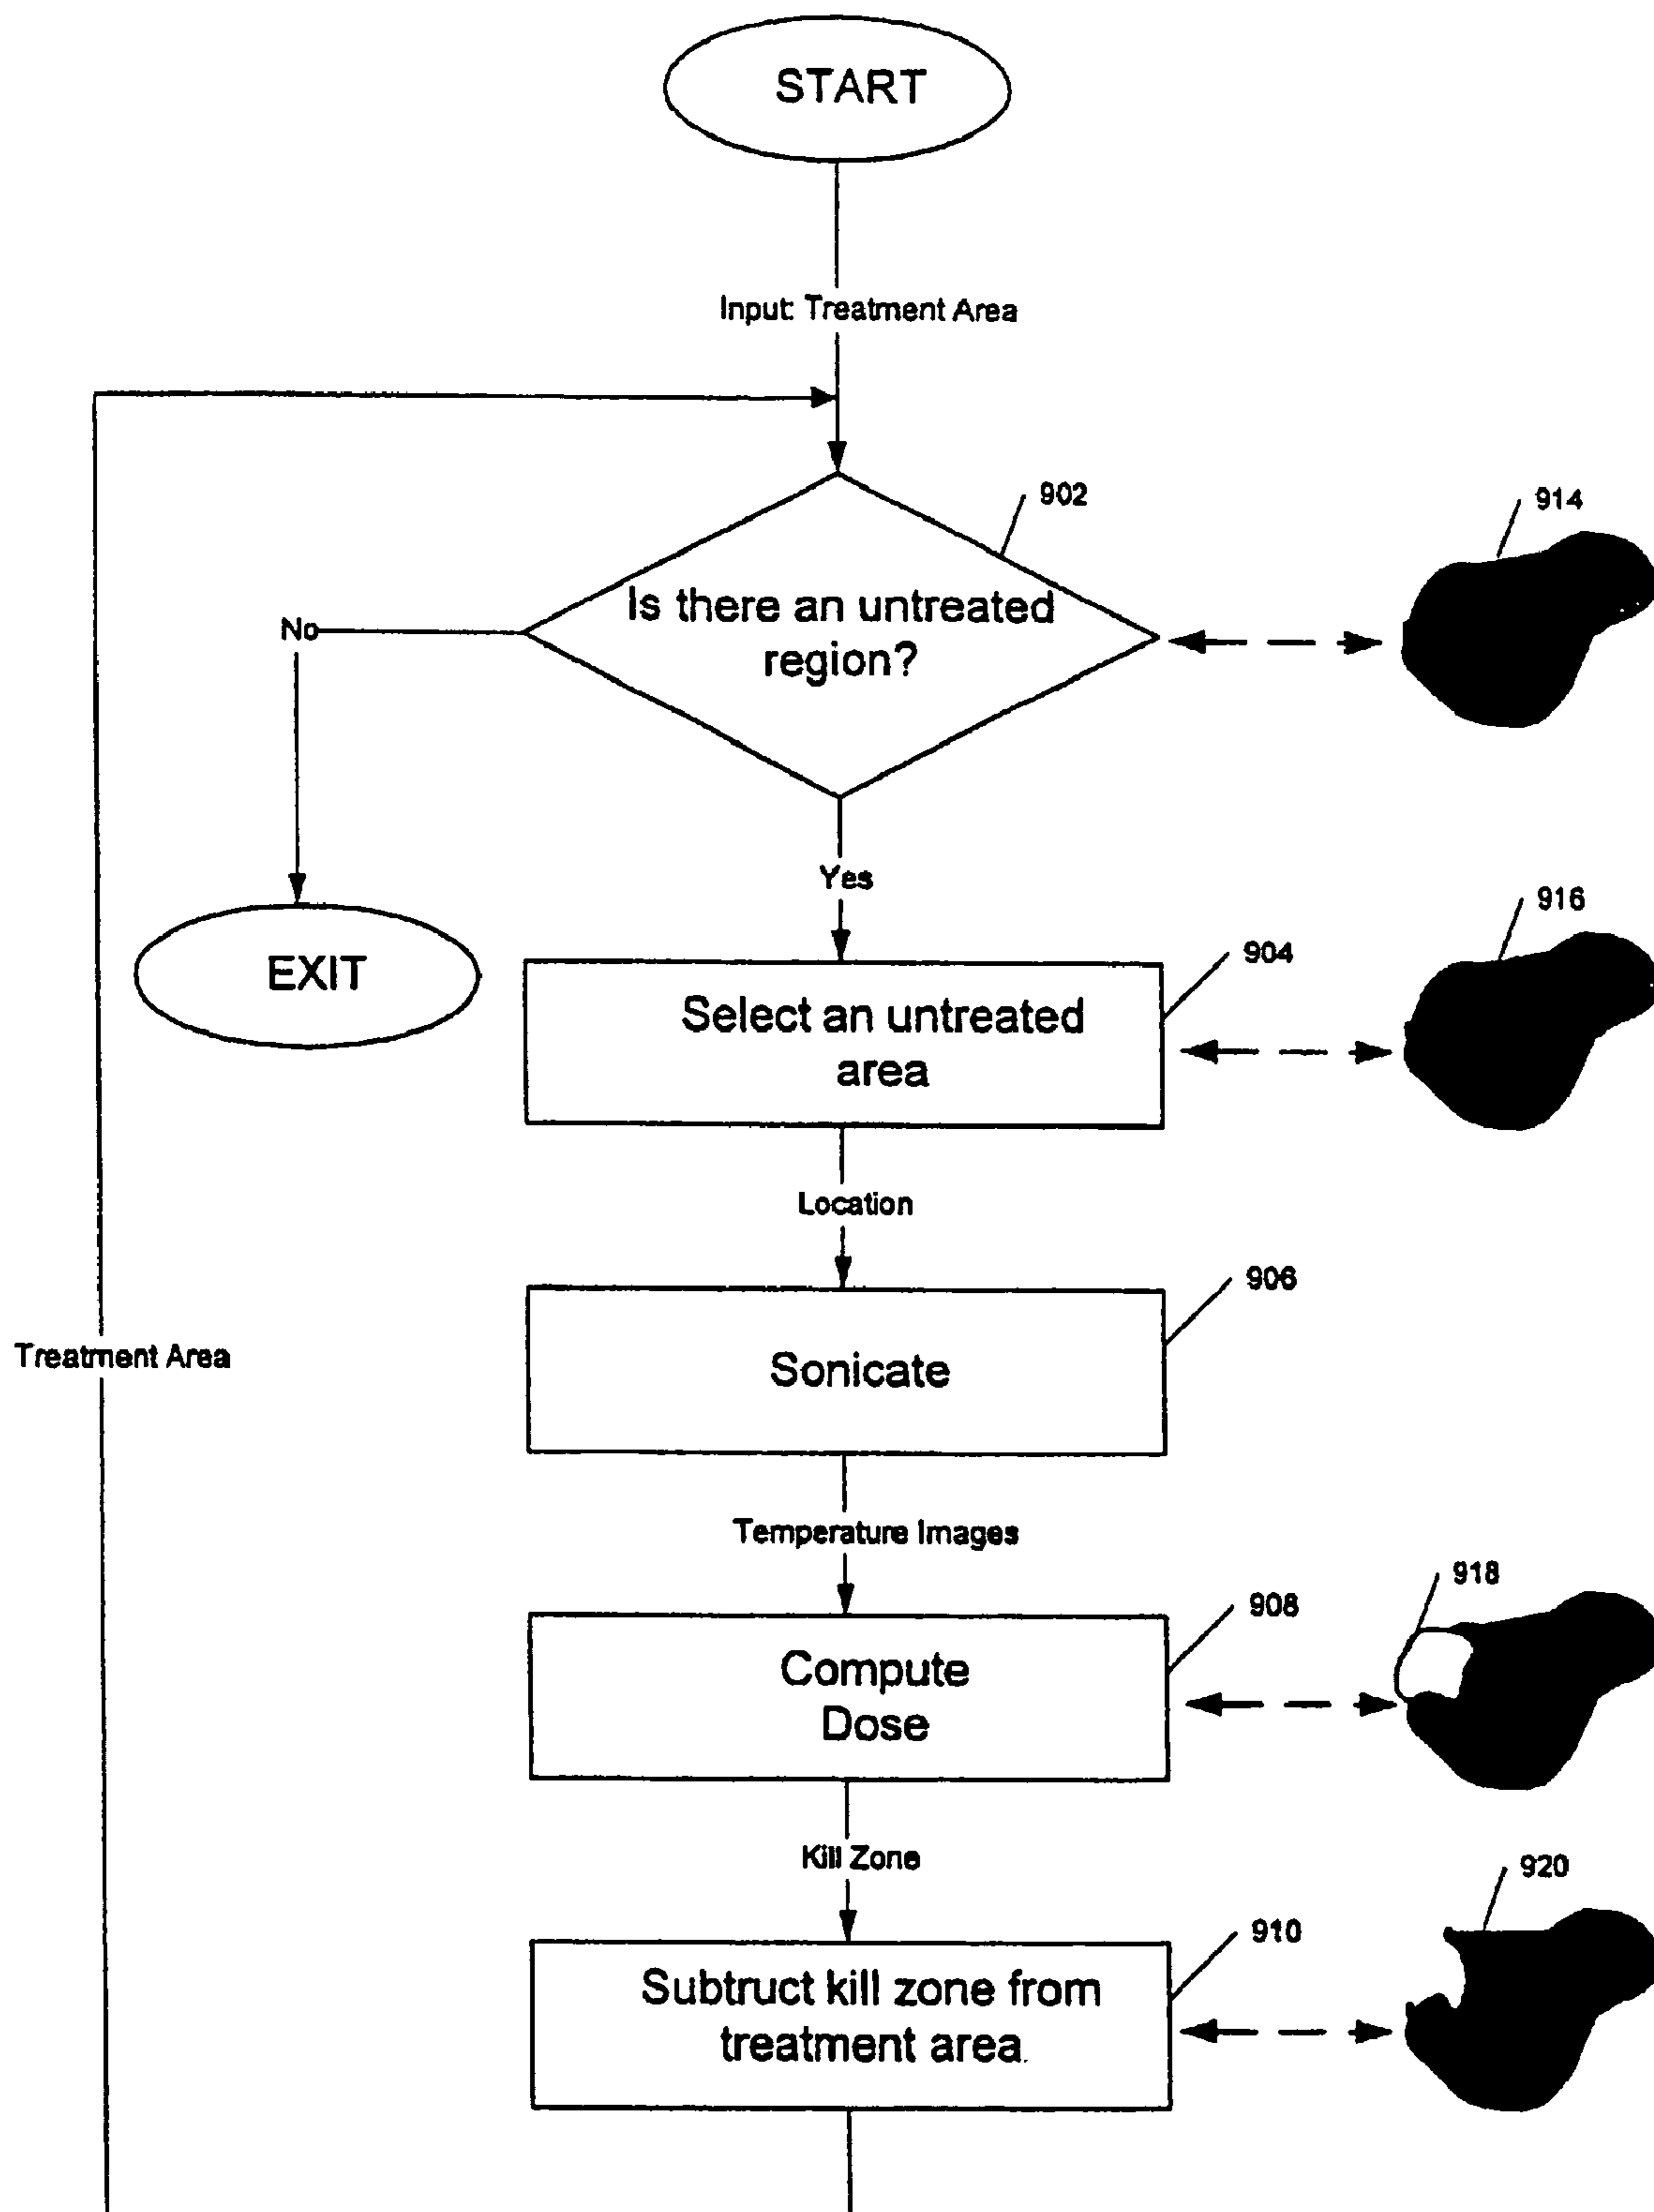 START
Input: Treatment Area
902
914
Is there an untreated
region?
No
Yes
916
904
EXIT
Select an untreated
area
Location
906
Treatment Area
Sonicate
Temperature Images
918
908
Compute
Dose
Kill Zone
920
910
Subtruct kill zone from
treatment area.